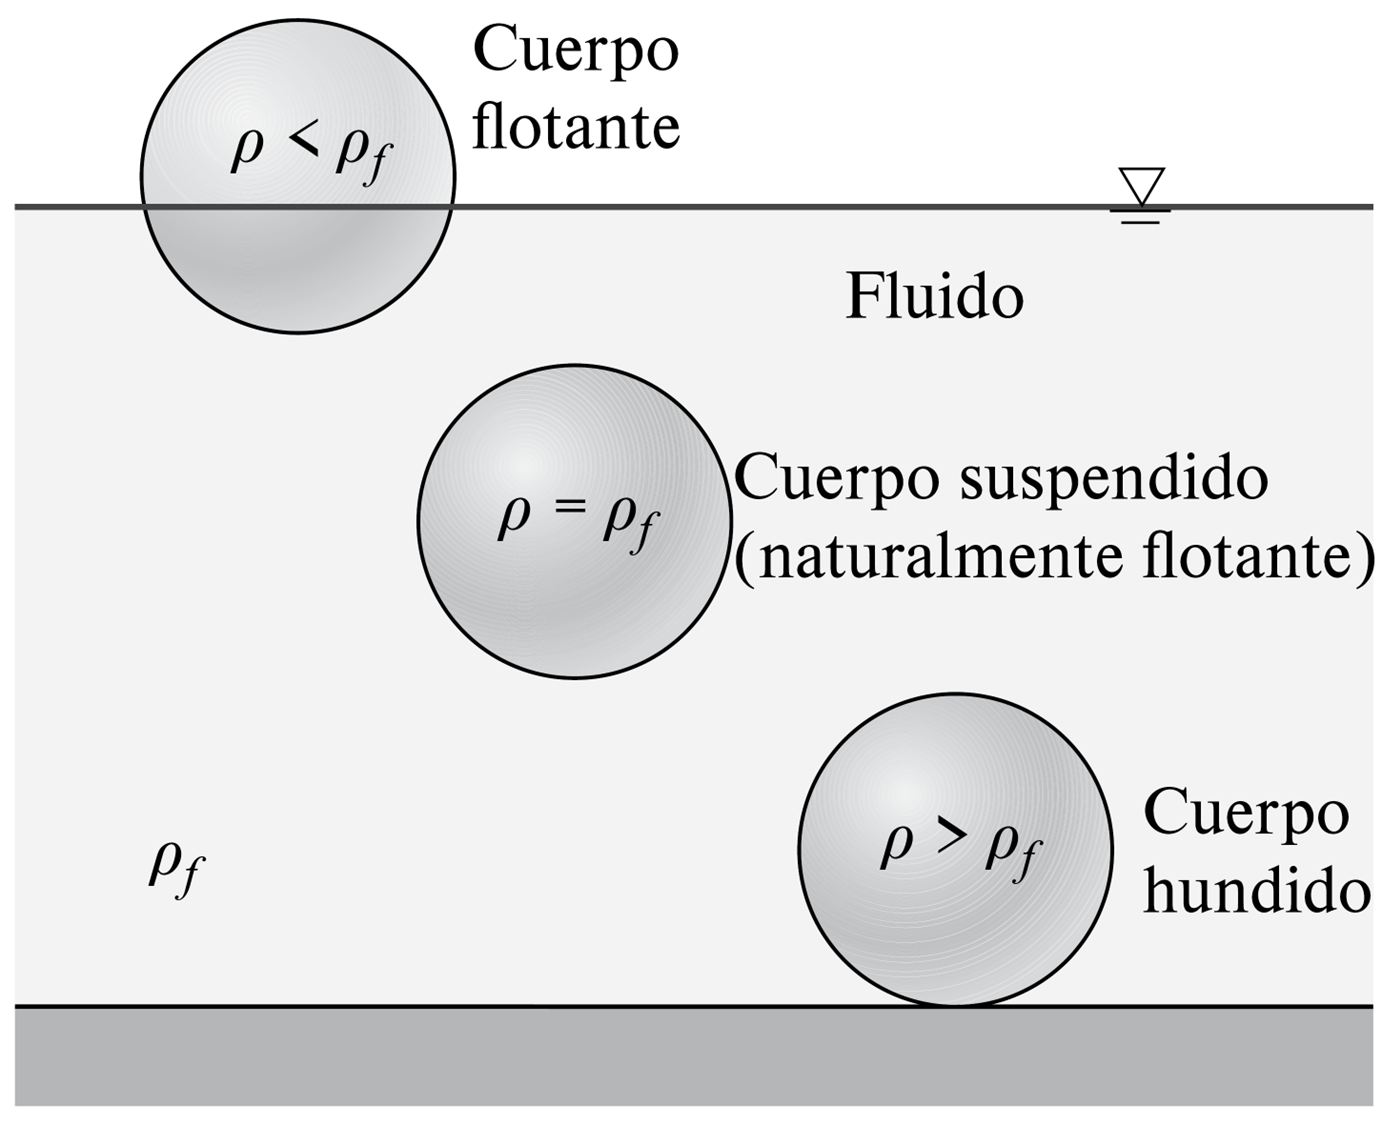 Cuerpo
flotante
ρ < ρf
Fluido
Cuerpo suspendido
(naturalmente flotante)
ρ = ρf
Cuerpo
hundido
ρ > ρf
ρf